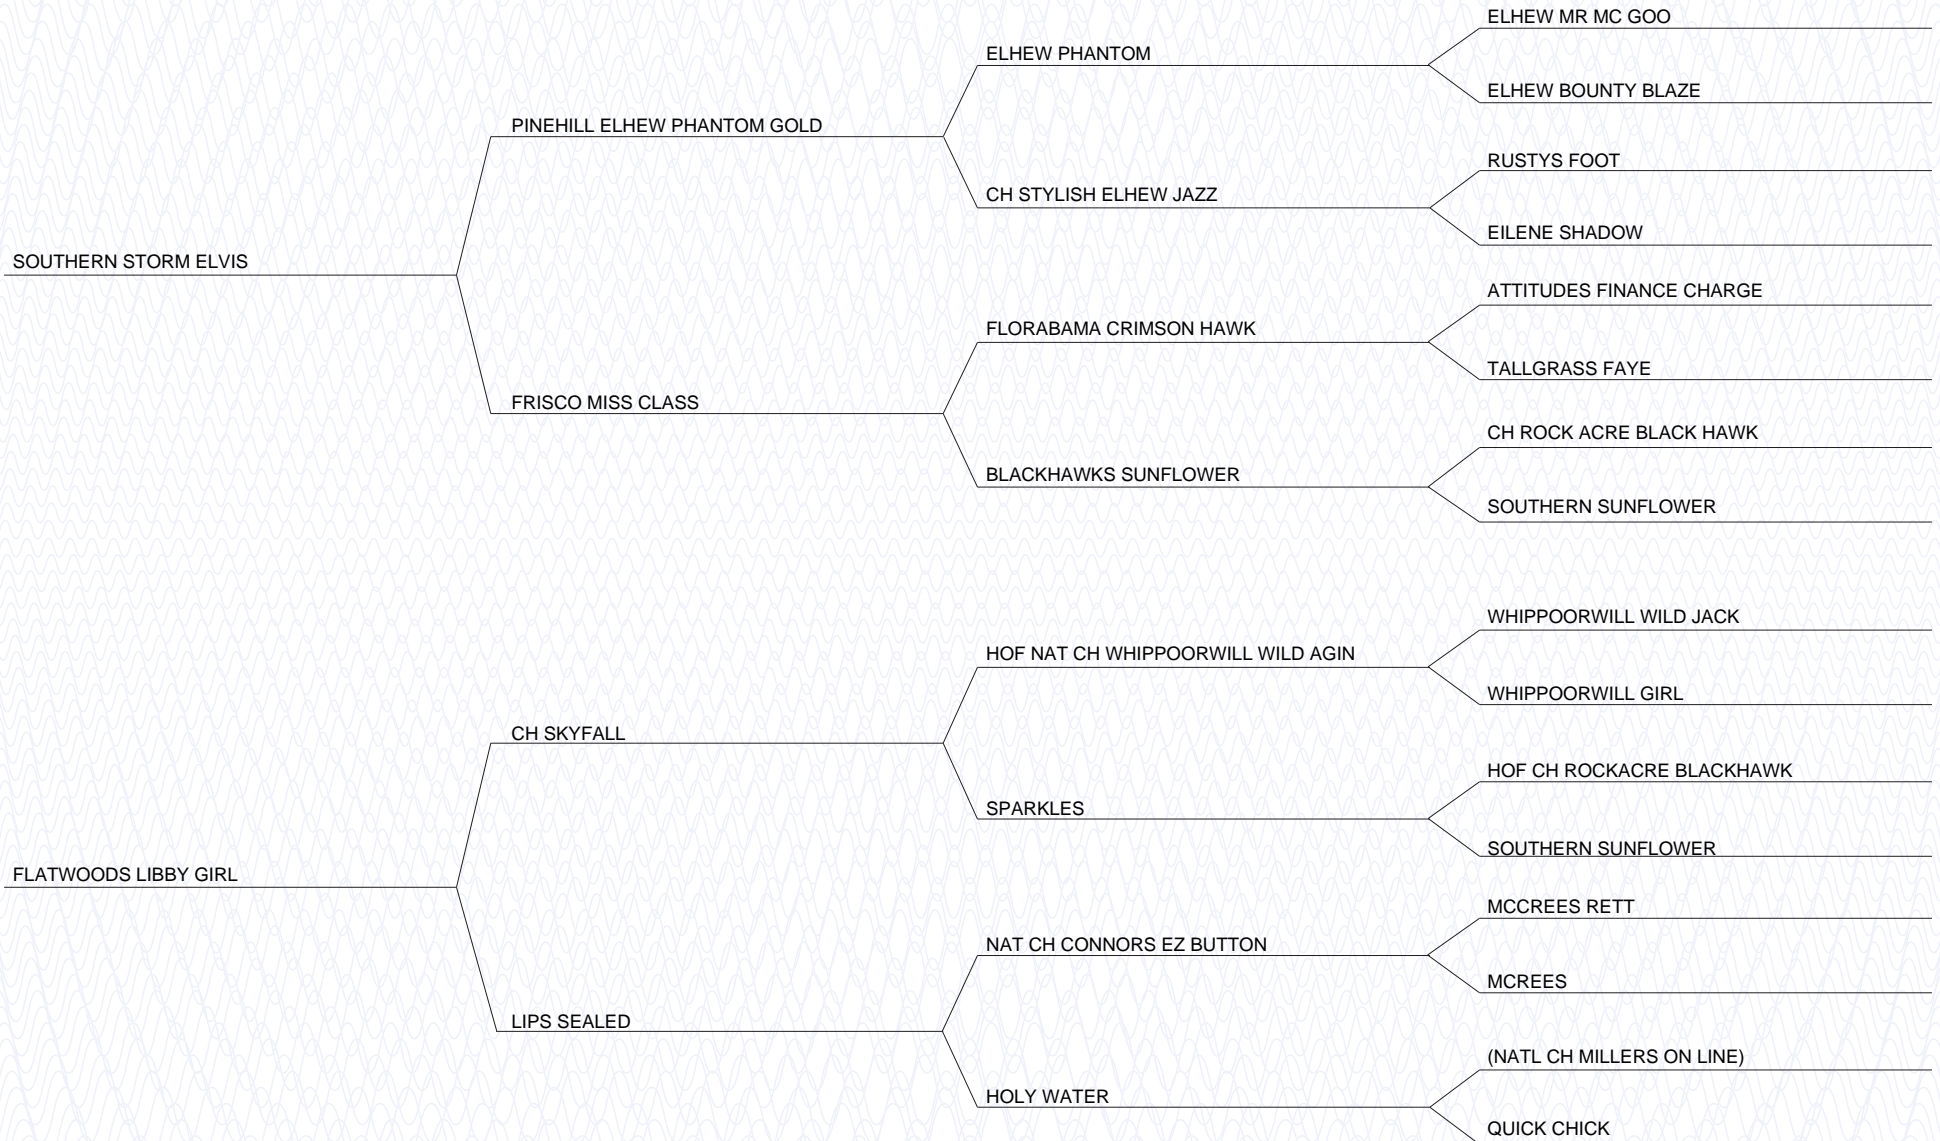 ELHEW MR MC GOO
ELHEW PHANTOM
ELHEW BOUNTY BLAZE
PINEHILL ELHEW PHANTOM GOLD
RUSTYS FOOT
CH STYLISH ELHEW JAZZ
EILENE SHADOW
SOUTHERN STORM ELVIS
ATTITUDES FINANCE CHARGE
FLORABAMA CRIMSON HAWK
TALLGRASS FAYE
FRISCO MISS CLASS
CH ROCK ACRE BLACK HAWK
BLACKHAWKS SUNFLOWER
SOUTHERN SUNFLOWER
WHIPPOORWILL WILD JACK
HOF NAT CH WHIPPOORWILL WILD AGIN
WHIPPOORWILL GIRL
CH SKYFALL
HOF CH ROCKACRE BLACKHAWK
SPARKLES
SOUTHERN SUNFLOWER
FLATWOODS LIBBY GIRL
MCCREES RETT
NAT CH CONNORS EZ BUTTON
MCREES
LIPS SEALED
(NATL CH MILLERS ON LINE)
HOLY WATER
QUICK CHICK